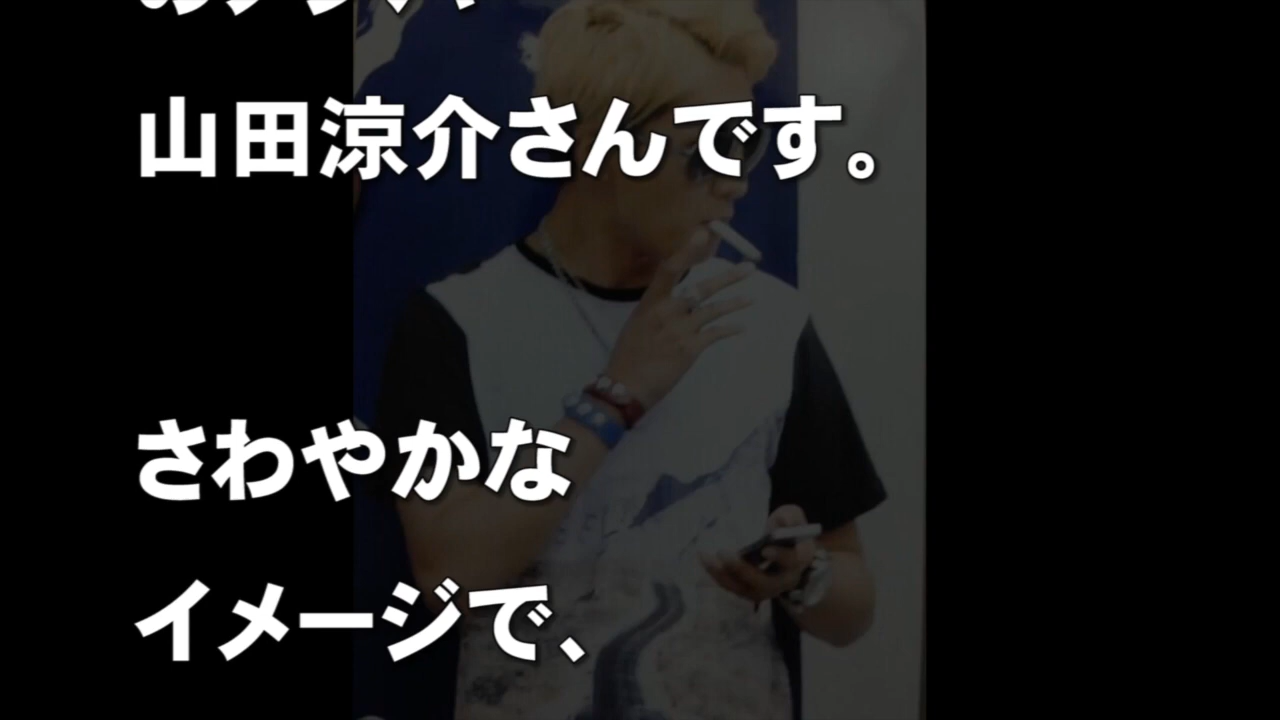 山田涼介さんです。
さわやかな
イメージで、